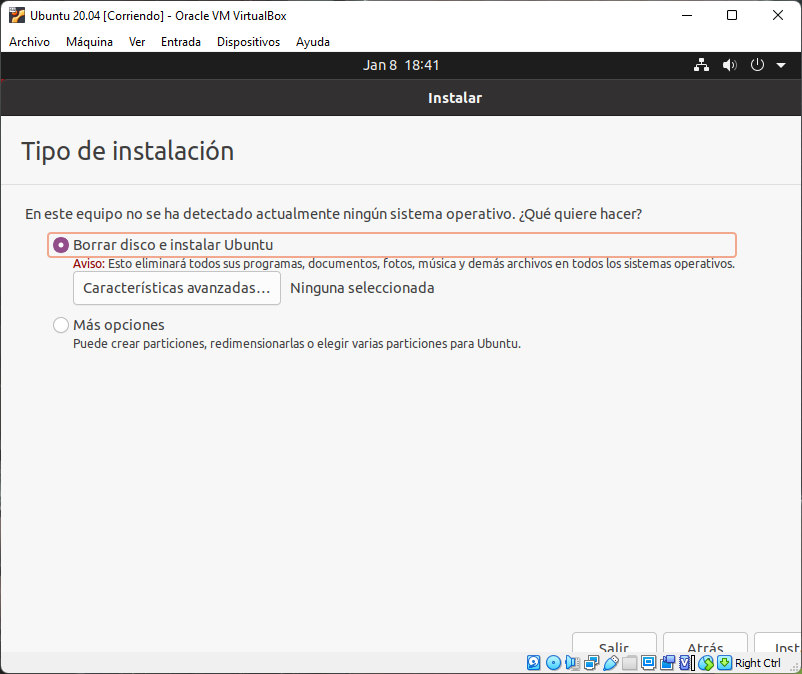 Ubuntu 20.04 [Corriendo] - Oracle VM VirtualBox
Archivo Máquina Ver Entrada Dispositivos Ayuda
Jan 8 18:41
Instalar
Tipo de instalación
En este equipo no se ha detectado actualmente ningún sistema operativo. ¿Qué quiere hacer?
Borrar disco e instalar Ubuntu
Aviso: Esto eliminará todos sus programas, documentos, fotos, música y demás archivos en todos los sistemas operativos.
Características avanzadas... Ninguna seleccionada
Más opciones
Puede crear particiones, redimensionarlas o elegir varias particiones para Ubuntu.
Salir Atrás
Right Ctrl